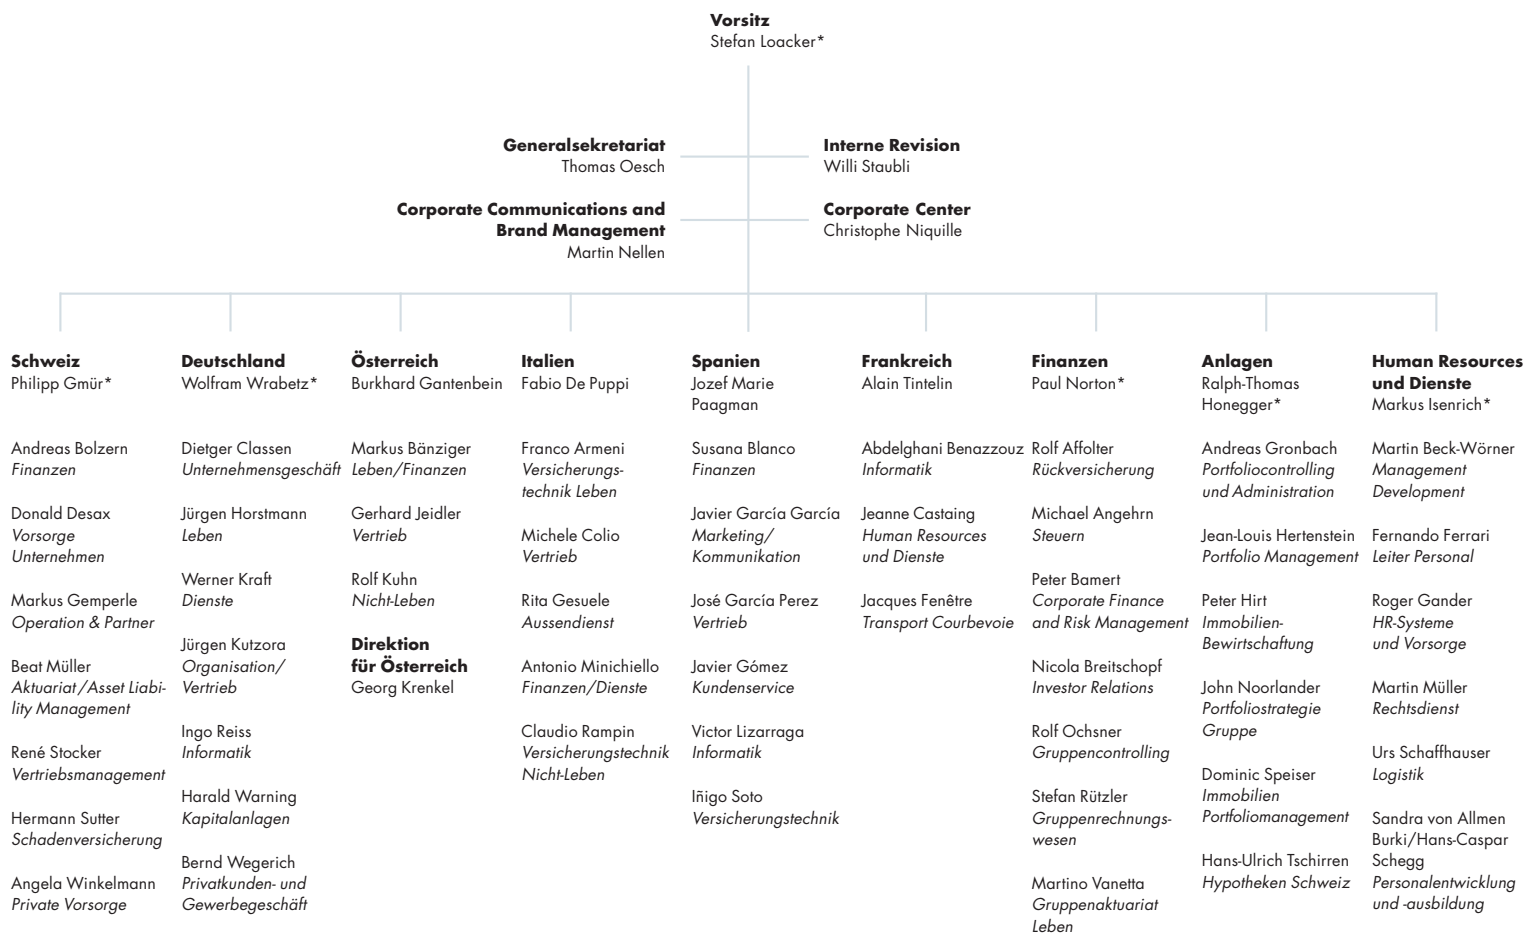 Vorsitz
Stefan Loacker*
Generalsekretariat
Thomas Oesch
Interne Revision
Willi Staubli
Corporate Communications and
Brand Management
Martin Nellen
Corporate Center
Christophe Niquille
Schweiz
Philipp Gmür*
Andreas Bolzern
Finanzen
Donald Desax
Vorsorge
Unternehmen
Markus Gemperle
Operation & Partner
Beat Müller
Aktuariat/Asset Liabi-
lity Management
René Stocker
Vertriebsmanagement
Hermann Sutter
Schadenversicherung
Angela Winkelmann
Private Vorsorge
Deutschland
Wolfram Wrabetz*
Dietger Classen
Unternehmensgeschäft
Jürgen Horstmann
Leben
Werner Kraft
Dienste
Jürgen Kutzora
Organisation/
Vertrieb
Ingo Reiss
Informatik
Harald Warning
Kapitalanlagen
Bernd Wegerich
Privatkunden- und
Gewerbegeschäft
Österreich
Burkhard Gantenbein
Markus Bänziger
Leben/Finanzen
Gerhard Jeidler
Vertrieb
Rolf Kuhn
Nicht-Leben
Direktion
für Österreich
Georg Krenkel
Italien
Fabio De Puppi
Franco Armeni
Versicherungs-
technik Leben
Michele Colio
Vertrieb
Rita Gesuele
Aussendienst
Antonio Minichiello
Finanzen/Dienste
Claudio Rampin
Versicherungstechnik
Nicht-Leben
Spanien
Jozef Marie
Paagman
Susana Blanco
Finanzen
Javier García García
Marketing/
Kommunikation
José García Perez
Vertrieb
Javier Gómez
Kundenservice
Victor Lizarraga
Informatik
Iñigo Soto
Versicherungstechnik
Frankreich
Alain Tintelin
Abdelghani Benazzouz
Informatik
Jeanne Castaing
Human Resources
und Dienste
Jacques Fenêtre
Transport Courbevoie
Finanzen
Paul Norton*
Rolf Affolter
Rückversicherung
Michael Angehrn
Steuern
Peter Bamert
Corporate Finance
and Risk Management
Nicola Breitschopf
Investor Relations
Rolf Ochsner
Gruppencontrolling
Stefan Rützler
Gruppenrechnungs-
wesen
Martino Vanetta
Gruppenaktuariat
Leben
Anlagen
Ralph-Thomas
Honegger*
Andreas Gronbach
Portfoliocontrolling
und Administration
Jean-Louis Hertenstein
Portfolio Management
Peter Hirt
Immobilien-
Bewirtschaftung
John Noorlander
Portfoliostrategie
Gruppe
Dominic Speiser
Immobilien
Portfoliomanagement
Hans-Ulrich Tschirren
Hypotheken Schweiz
Human Resources
und Dienste
Markus Isenrich*
Martin Beck-Wörner
Management
Development
Fernando Ferrari
Leiter Personal
Roger Gander
HR-Systeme
und Vorsorge
Martin Müller
Rechtsdienst
Urs Schaffhauser
Logistik
Sandra von Allmen
Burki/Hans-Caspar
Schegg
Personalentwicklung
und -ausbildung